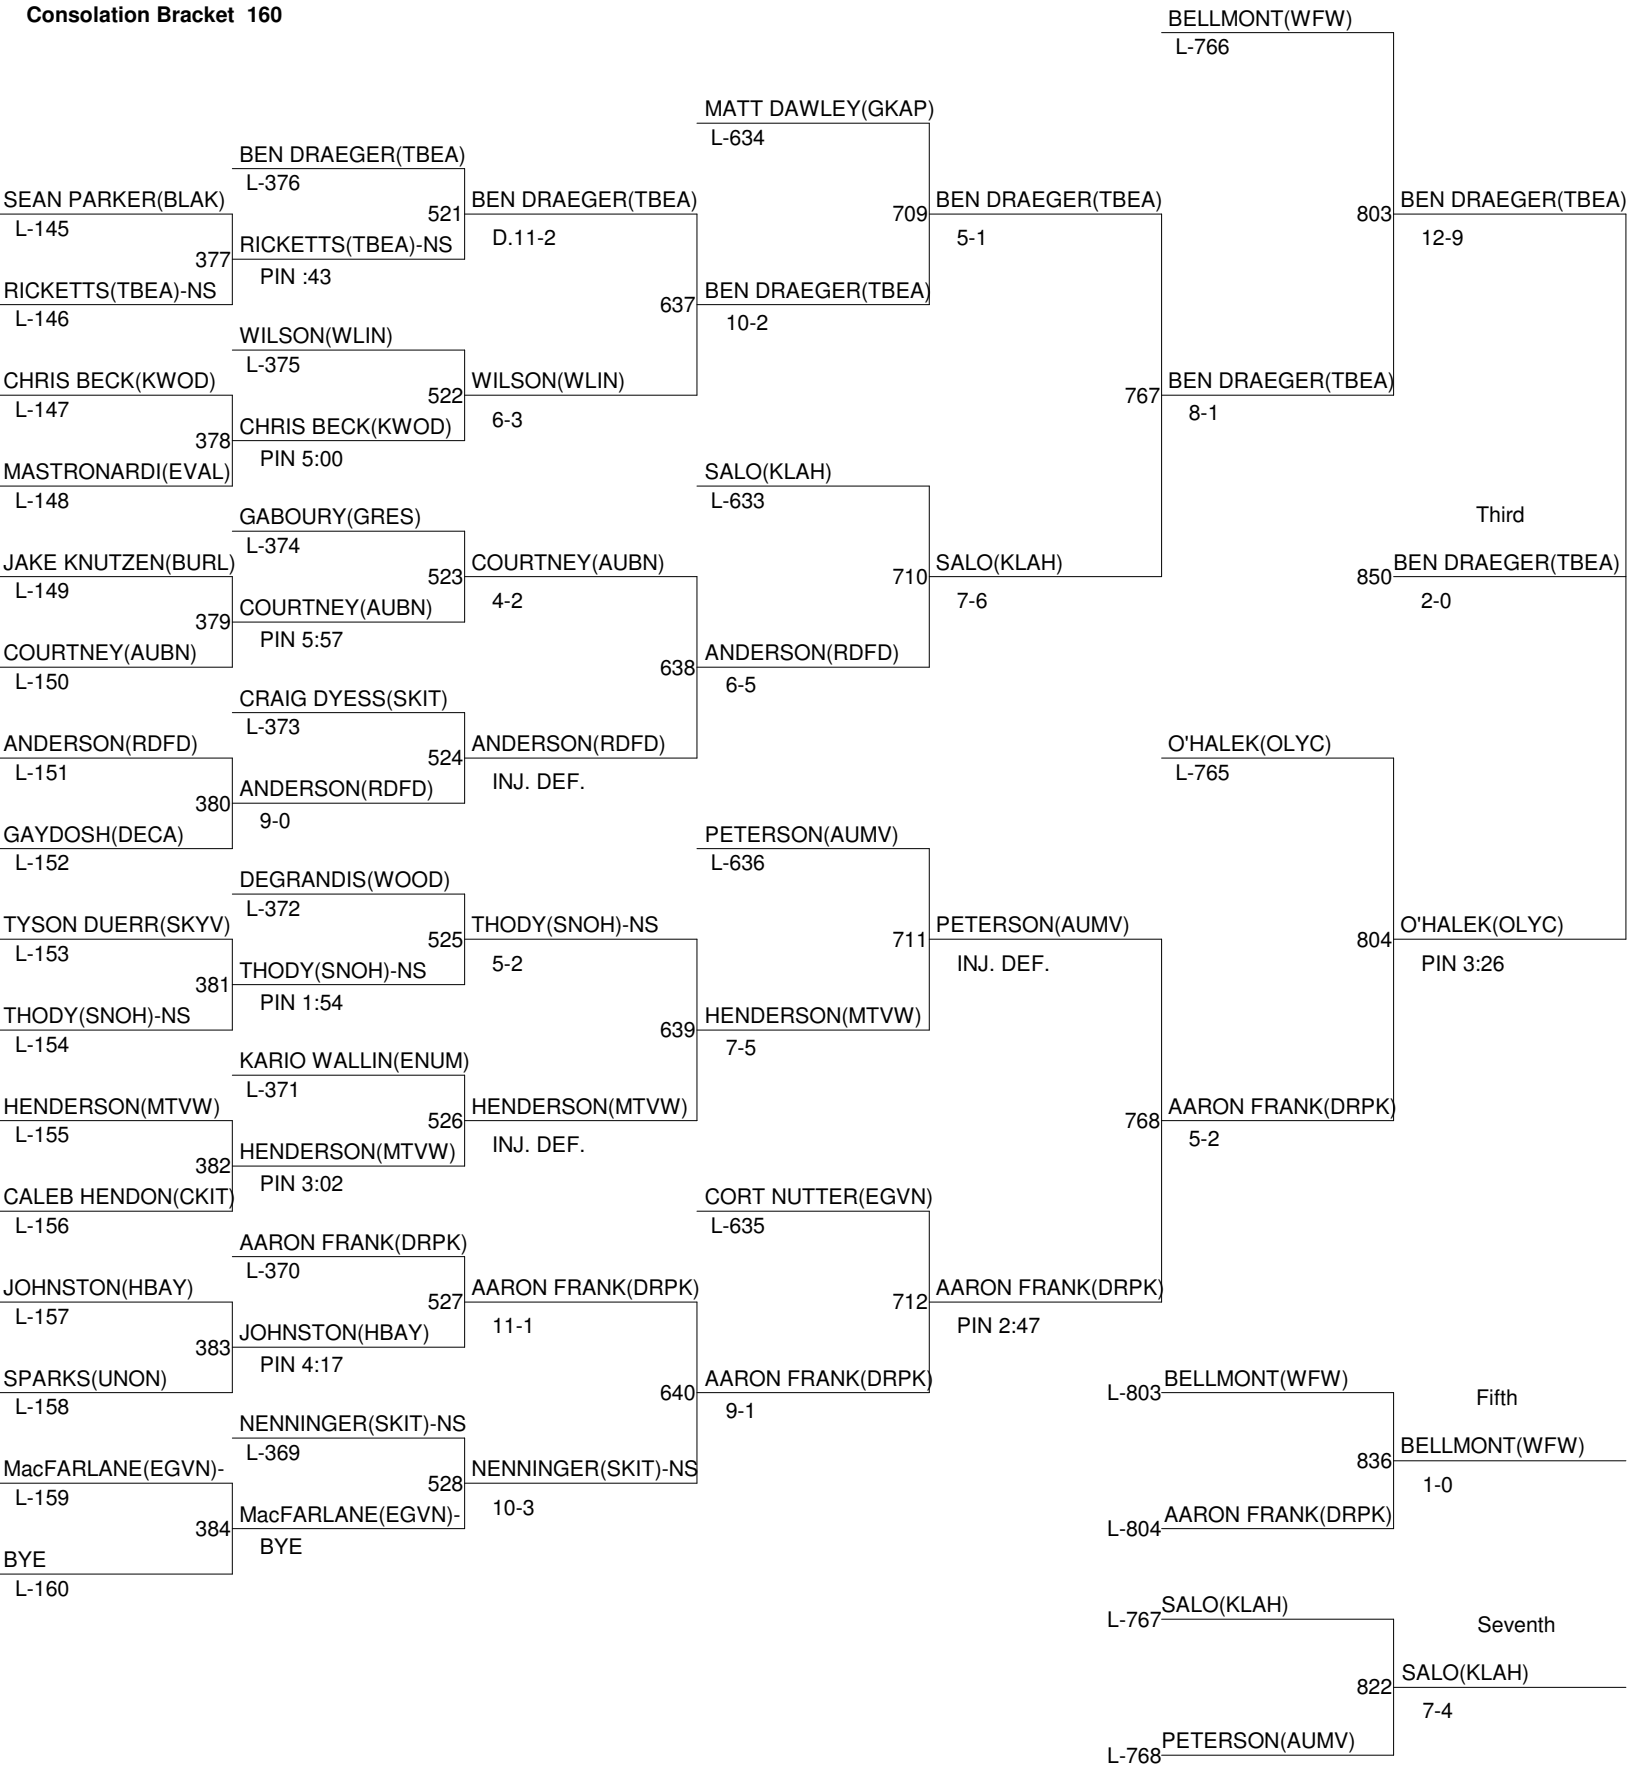 Consolation Bracket 160
SEAN PARKER(BLAK)
L-145
377
RICKETTS(TBEA)-NS
L-146
CHRIS BECK(KWOD)
L-147
378
MASTRONARDI(EVAL)
L-148
JAKE KNUTZEN(BURL)
L-149
379
COURTNEY(AUBN)
L-150
ANDERSON(RDFD)
L-151
380
GAYDOSH(DECA)
L-152
TYSON DUERR(SKYV)
L-153
381
THODY(SNOH)-NS
L-154
HENDERSON(MTVW)
L-155
382
CALEB HENDON(CKIT)
L-156
JOHNSTON(HBAY)
L-157
383
SPARKS(UNON)
L-158
MacFARLANE(EGVN)-
L-159
384
BYE
L-160
BEN DRAEGER(TBEA)
L-376
521
RICKETTS(TBEA)-NS
PIN :43
WILSON(WLIN)
L-375
522
CHRIS BECK(KWOD)
PIN 5:00
GABOURY(GRES)
L-374
523
COURTNEY(AUBN)
PIN 5:57
CRAIG DYESS(SKIT)
L-373
524
ANDERSON(RDFD)
9-0
DEGRANDIS(WOOD)
L-372
525
THODY(SNOH)-NS
PIN 1:54
KARIO WALLIN(ENUM)
L-371
526
HENDERSON(MTVW)
PIN 3:02
AARON FRANK(DRPK)
L-370
527
JOHNSTON(HBAY)
PIN 4:17
NENNINGER(SKIT)-NS
L-369
528
MacFARLANE(EGVN)-
BYE
BEN DRAEGER(TBEA)
D.11-2
637
WILSON(WLIN)
6-3
COURTNEY(AUBN)
4-2
638
ANDERSON(RDFD)
INJ. DEF.
THODY(SNOH)-NS
5-2
639
HENDERSON(MTVW)
INJ. DEF.
AARON FRANK(DRPK)
11-1
640
NENNINGER(SKIT)-NS
10-3
MATT DAWLEY(GKAP)
L-634
709
BEN DRAEGER(TBEA)
10-2
SALO(KLAH)
L-633
710
ANDERSON(RDFD)
6-5
PETERSON(AUMV)
L-636
711
HENDERSON(MTVW)
7-5
CORT NUTTER(EGVN)
L-635
712
AARON FRANK(DRPK)
9-1
BEN DRAEGER(TBEA)
5-1
767
SALO(KLAH)
7-6
PETERSON(AUMV)
INJ. DEF.
768
AARON FRANK(DRPK)
PIN 2:47
BELLMONT(WFW)
L-766
803
BEN DRAEGER(TBEA)
8-1
O'HALEK(OLYC)
L-765
804
AARON FRANK(DRPK)
5-2
BEN DRAEGER(TBEA)
12-9
Third
850
BEN DRAEGER(TBEA)
2-0
O'HALEK(OLYC)
PIN 3:26
L-803
BELLMONT(WFW)
Fifth
836
BELLMONT(WFW)
1-0
L-804
AARON FRANK(DRPK)
L-767
SALO(KLAH)
Seventh
822
SALO(KLAH)
7-4
L-768
PETERSON(AUMV)